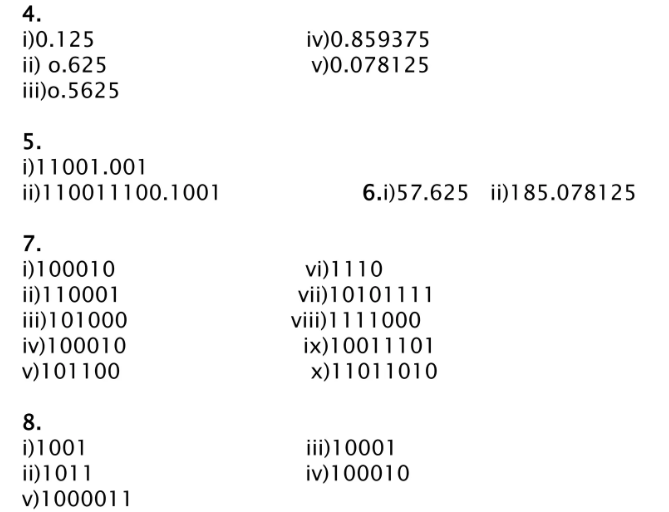 4.
i)0.125 iv)0.859375
ii) o.625 v)0.078125
iii)o.5625
5.
i)11001.001
ii)110011100.1001 6.i)57.625 ii)185.078125
7.
i)100010 vi)1110
ii)110001 vii)10101111
iii)101000 viii)1111000
iv)100010 ix)10011101
v)101100 x)11011010
8.
i)1001 iii)10001
ii)1011 iv)100010
v)1000011